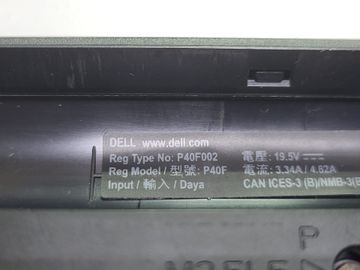 DELL www.dell.com
Reg Type No: P40F002 電壓: 19.5V
Reg Model / 型號: P40F 電流: 3.34A / 4.62A
Input / 輸入 / Daya CAN ICES-3 (B)/NMB-3(B
P